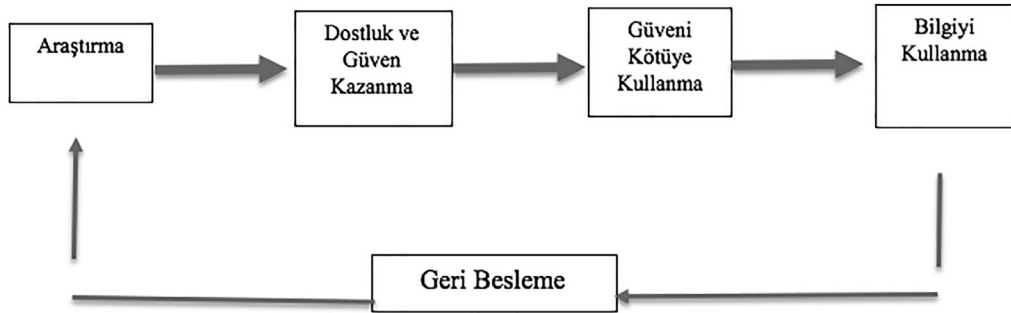 Araştırma
Dostluk ve
Güven
Kazanma
Güveni
Kötüye
Kullanma
Bilgiyi
Kullanma
Geri Besleme